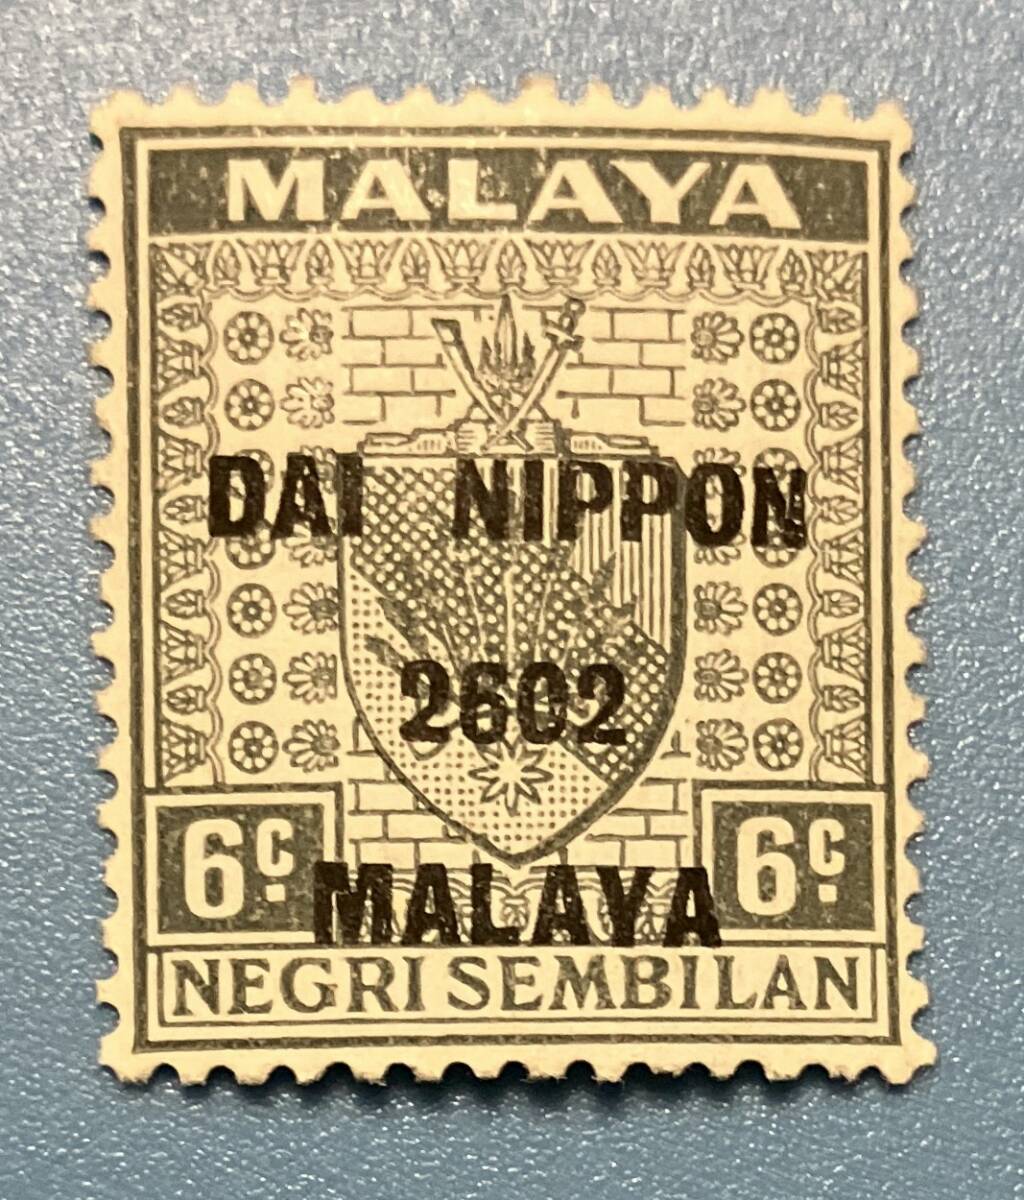 MALAYA
DAI NIPPON
2602
6c. 6c.
MALAYA
NEGRI SEMBILAN